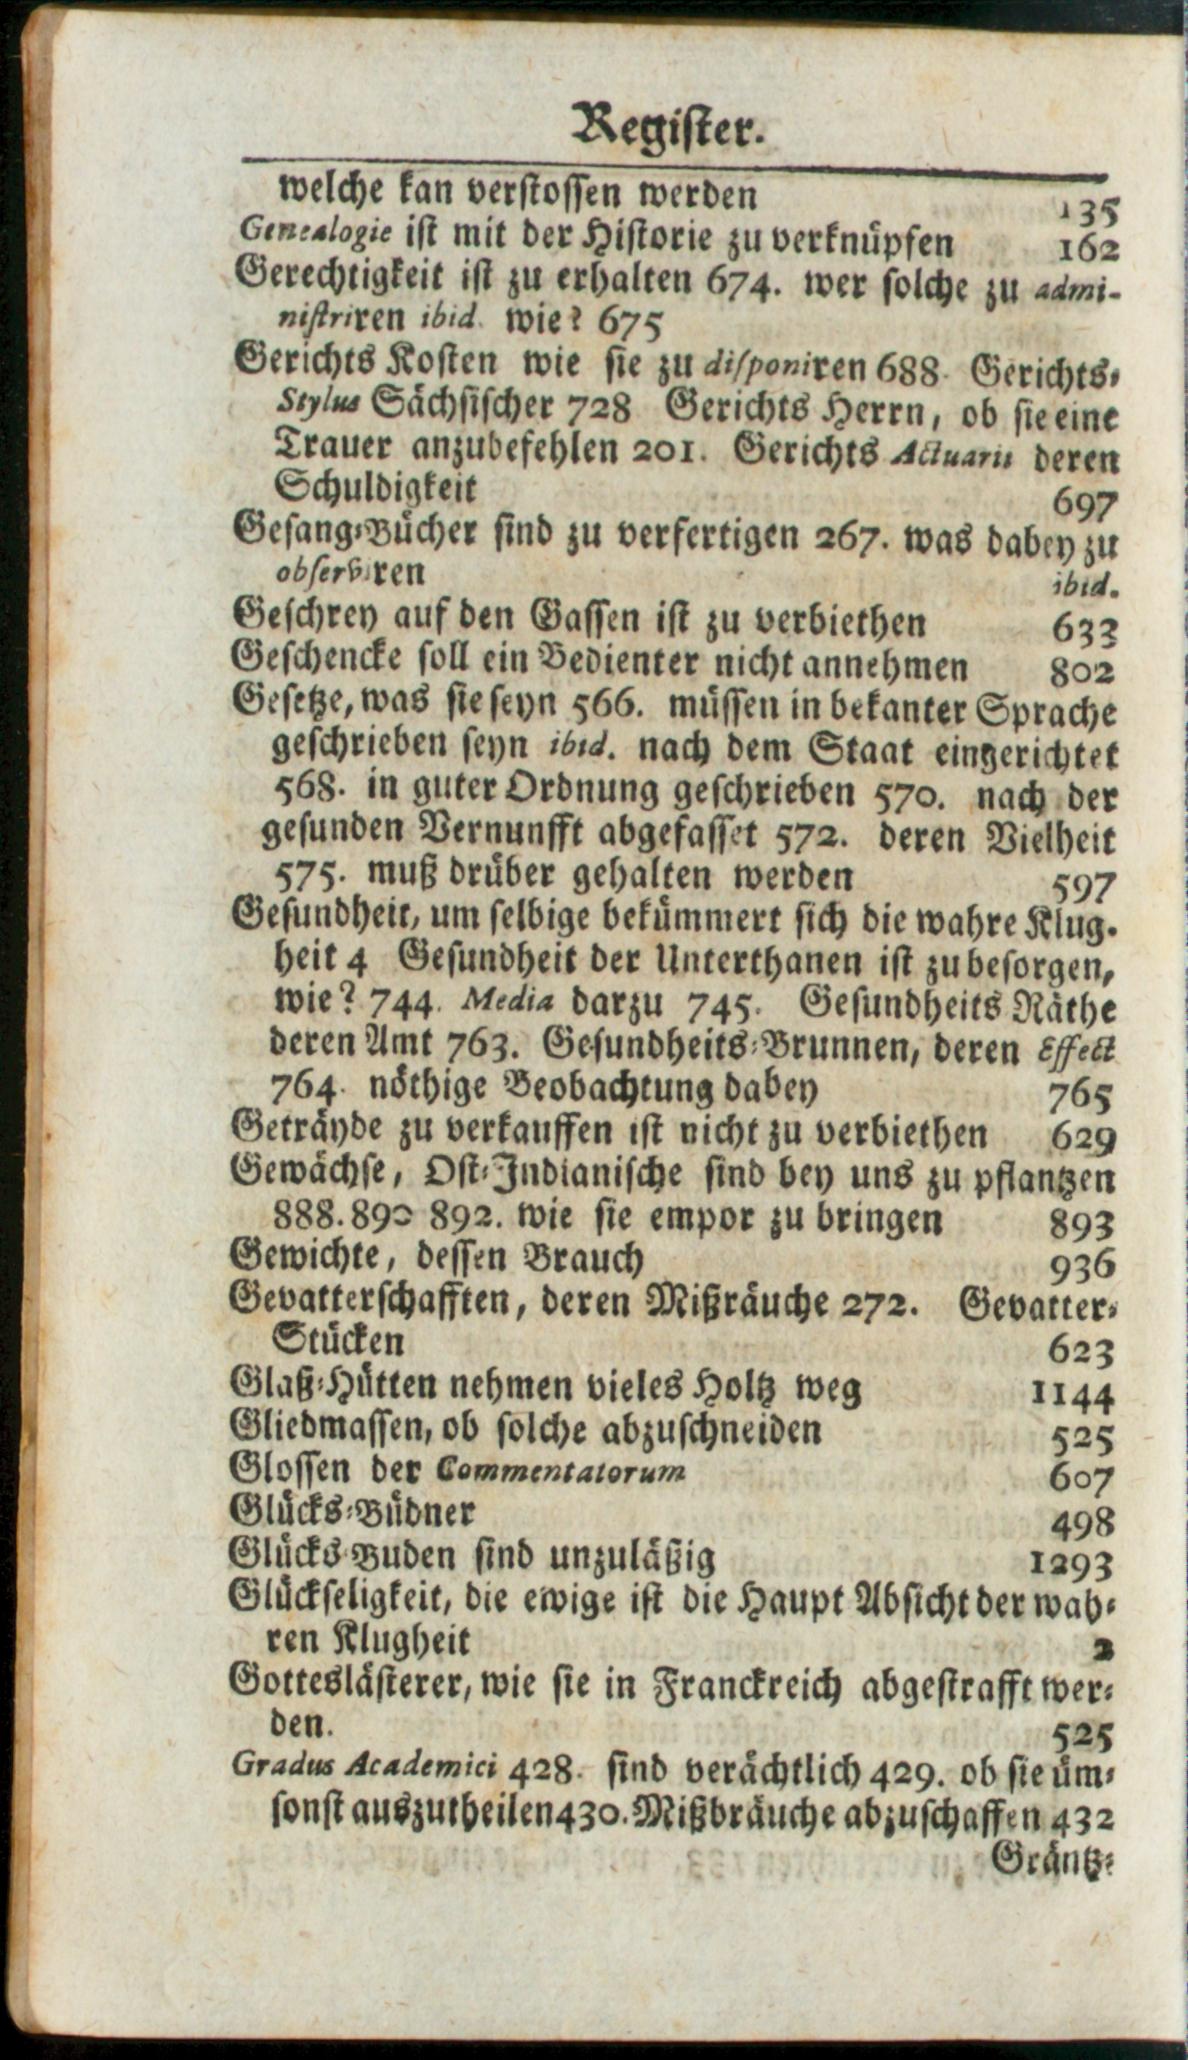 Register.
welche kan verstossen werden 135
Genealogie ist mit der Historie zu verknüpfen 162
Gerechtigkeit ist zu erhalten 674. wer solche zu admi-
nistriren ibid. wie? 675
Gerichts Kosten wie sie zu disponiren 688. Gerichts-
Stylus Sächsischer 728 Gerichts Herrn, ob sie eine
Trauer anzubefehlen 201. Gerichts Actuarii deren
Schuldigkeit 697
Gesang-Bücher sind zu verfertigen 267. was dabey zu
observiren ibid.
Geschrey auf den Gassen ist zu verbiethen 633
Geschencke soll ein Bedienter nicht annehmen 802
Gesetze, was sie seyn 566. müssen in bekanter Sprache
geschrieben seyn ibid. nach dem Staat eingerichtet
568. in guter Ordnung geschrieben 570. nach der
gesunden Vernunfft abgefasset 572. deren Vielheit
575. muß drüber gehalten werden 597
Gesundheit, um selbige bekümmert sich die wahre Klug-
heit 4 Gesundheit der Unterthanen ist zu besorgen,
wie? 744. Media darzu 745. Gesundheits Räthe
deren Amt 763. Gesundheits-Brunnen, deren Effect
764. nöthige Beobachtung dabey 765
Geträyde zu verkauffen ist nicht zu verbiethen 629
Gewächse, Ost-Indianische sind bey uns zu pflantzen
888. 890 892. wie sie empor zu bringen 893
Gewichte, dessen Brauch 936
Gevatterschafften, deren Mißräuche 272. Gevatter-
Stücken 623
Glaß-Hütten nehmen vieles Holtz weg 1144
Gliedmassen, ob solche abzuschneiden 525
Glossen der Commentatorum 607
Glücks-Büdner 498
Glücks Buden sind unzuläßig 1293
Glückseligkeit, die ewige ist die Haupt Absicht der wah-
ren Klugheit 2
Gotteslästerer, wie sie in Franckreich abgestrafft wer-
den. 525
Gradus Academici 428. sind verächtlich 429. ob sie üm-
sonst auszutheilen 430. Mißbräuche abzuschaffen 432
Gräntz-